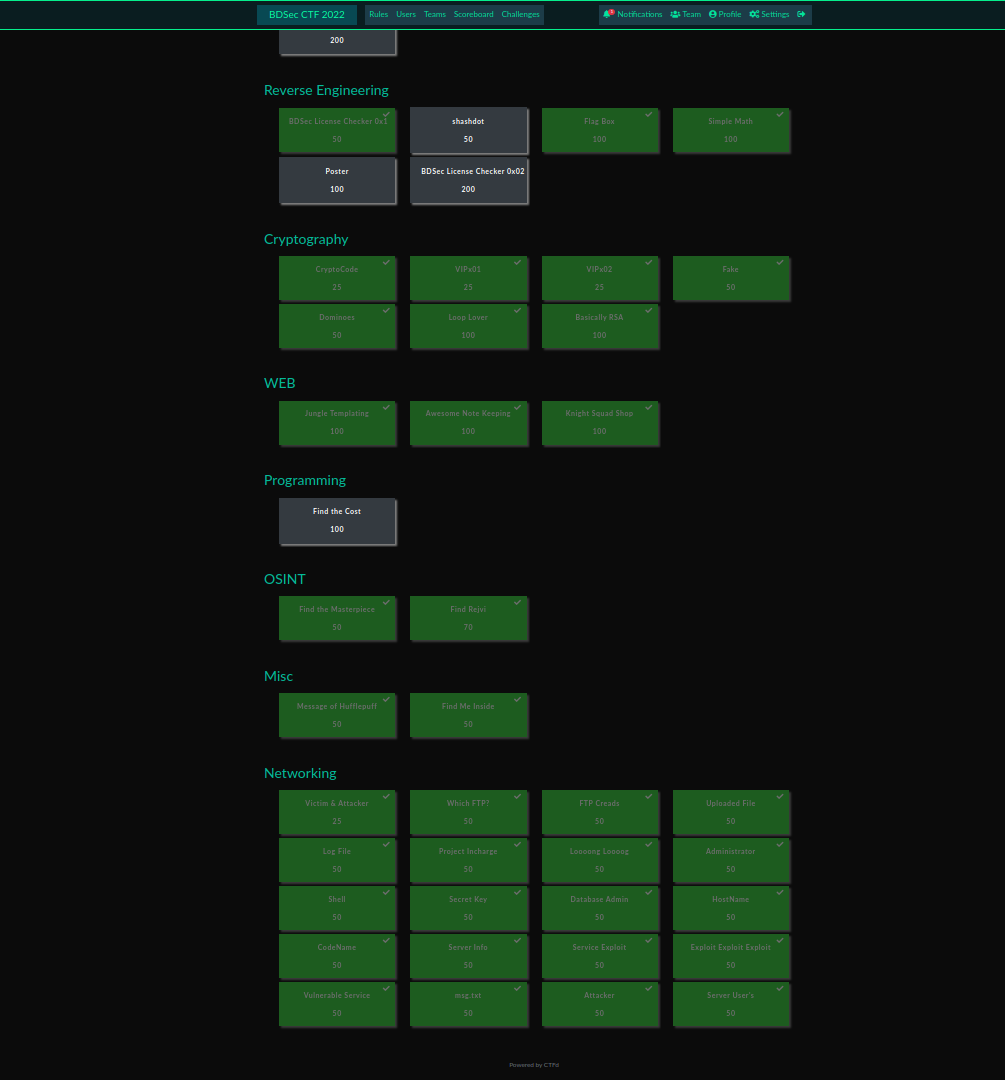 BDSec CTF 2022
Rules Users Teams Scoreboard Challenges
Notifications Team Profile Settings
200
Reverse Engineering
BDSec License Checker 0x1 shashdot Flag Box Simple Math
50 50 100 100
Poster BDSec License Checker 0x02
100 200
Cryptography
CrypteCode VIPx01 VIPx02 Fake
25 25 25 50
Dominoes Loop Lover Basically RSA
50 100 100
WEB
Jungle Templating Awesome Note Keeping Knight Squad Shop
100 100 100
Programming
Find the Cost
100
OSINT
Find the Masterpiece Find Rejvi
50 70
Misc
Message of Hufflepuff Find Me Inside
50 50
Networking
Victim & Attacker Which FTP? FTP Creads Uploaded File
25 50 50 50
Log File Project Incharge Loooong Loooog Administrator
50 50 50 50
Shell Secret Key Database Admin HostName
50 50 50 50
CodeName Server Info Service Exploit Exploit Exploit Exploit
50 50 50 50
Vulnerable Service msg.txt Attacker Server User's
50 50 50 50
Powered by CTFd